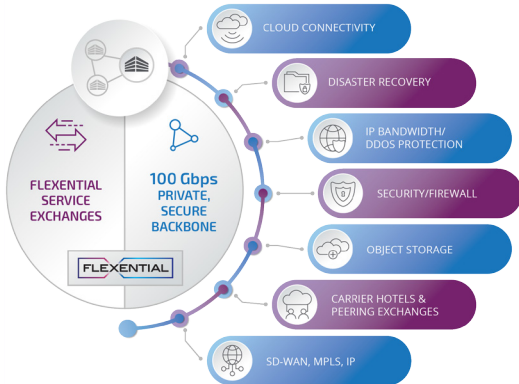 CLOUD CONNECTIVITY
DISASTER RECOVERY
IP BANDWIDTH/
DDOS PROTECTION
SECURITY/FIREWALL
OBJECT STORAGE
CARRIER HOTELS &
PEERING EXCHANGES
SD-WAN, MPLS, IP
FLEXENTIAL
SERVICE
EXCHANGES
100 Gbps
PRIVATE,
SECURE
BACKBONE
FLEXENTIAL